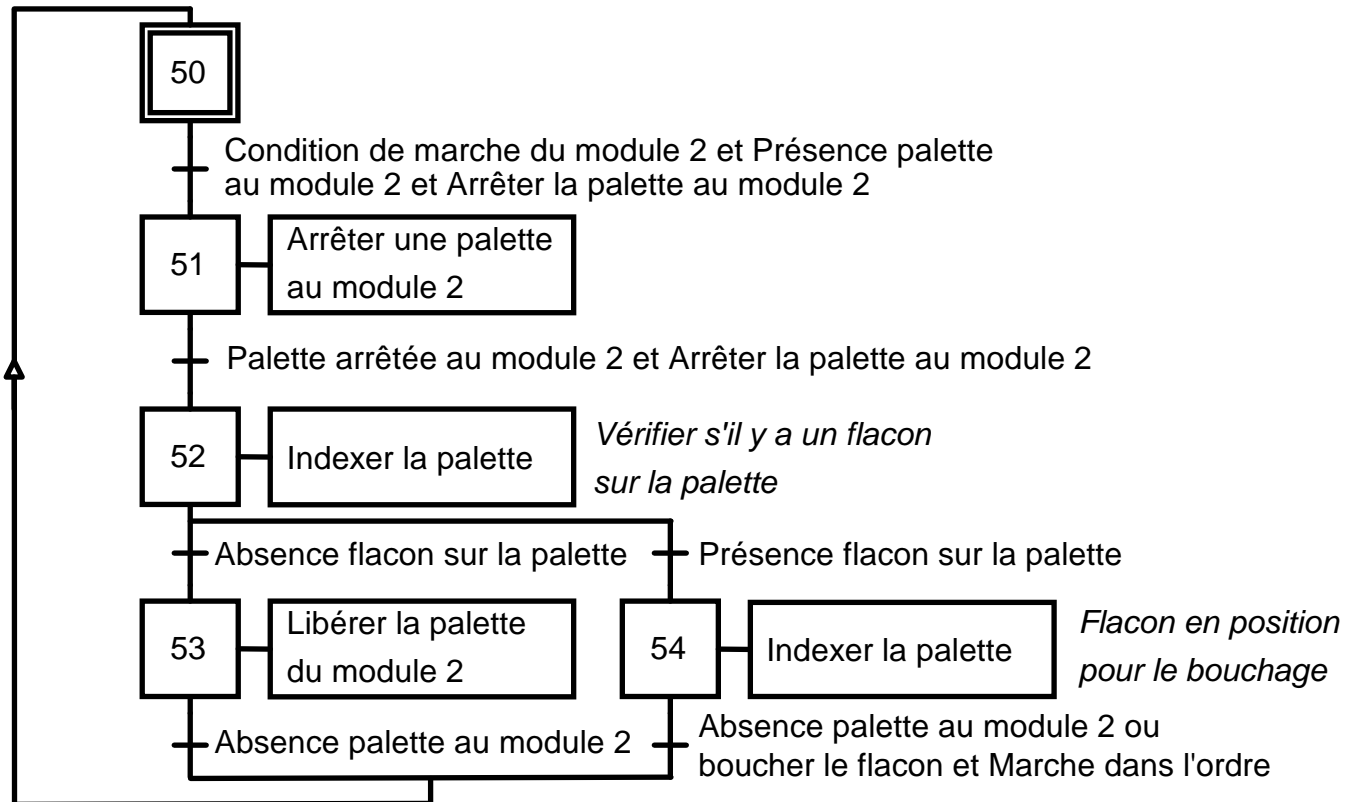 50
Condition de marche du module 2 et Présence palette
au module 2 et Arrêter la palette au module 2
51
Arrêter une palette
au module 2
Palette arrêtée au module 2 et Arrêter la palette au module 2
52
Indexer la palette
Vérifier s'il y a un flacon
sur la palette
Absence flacon sur la palette
Présence flacon sur la palette
53
Libérer la palette
du module 2
54
Indexer la palette
Flacon en position
pour le bouchage
Absence palette au module 2
Absence palette au module 2 ou
boucher le flacon et Marche dans l'ordre